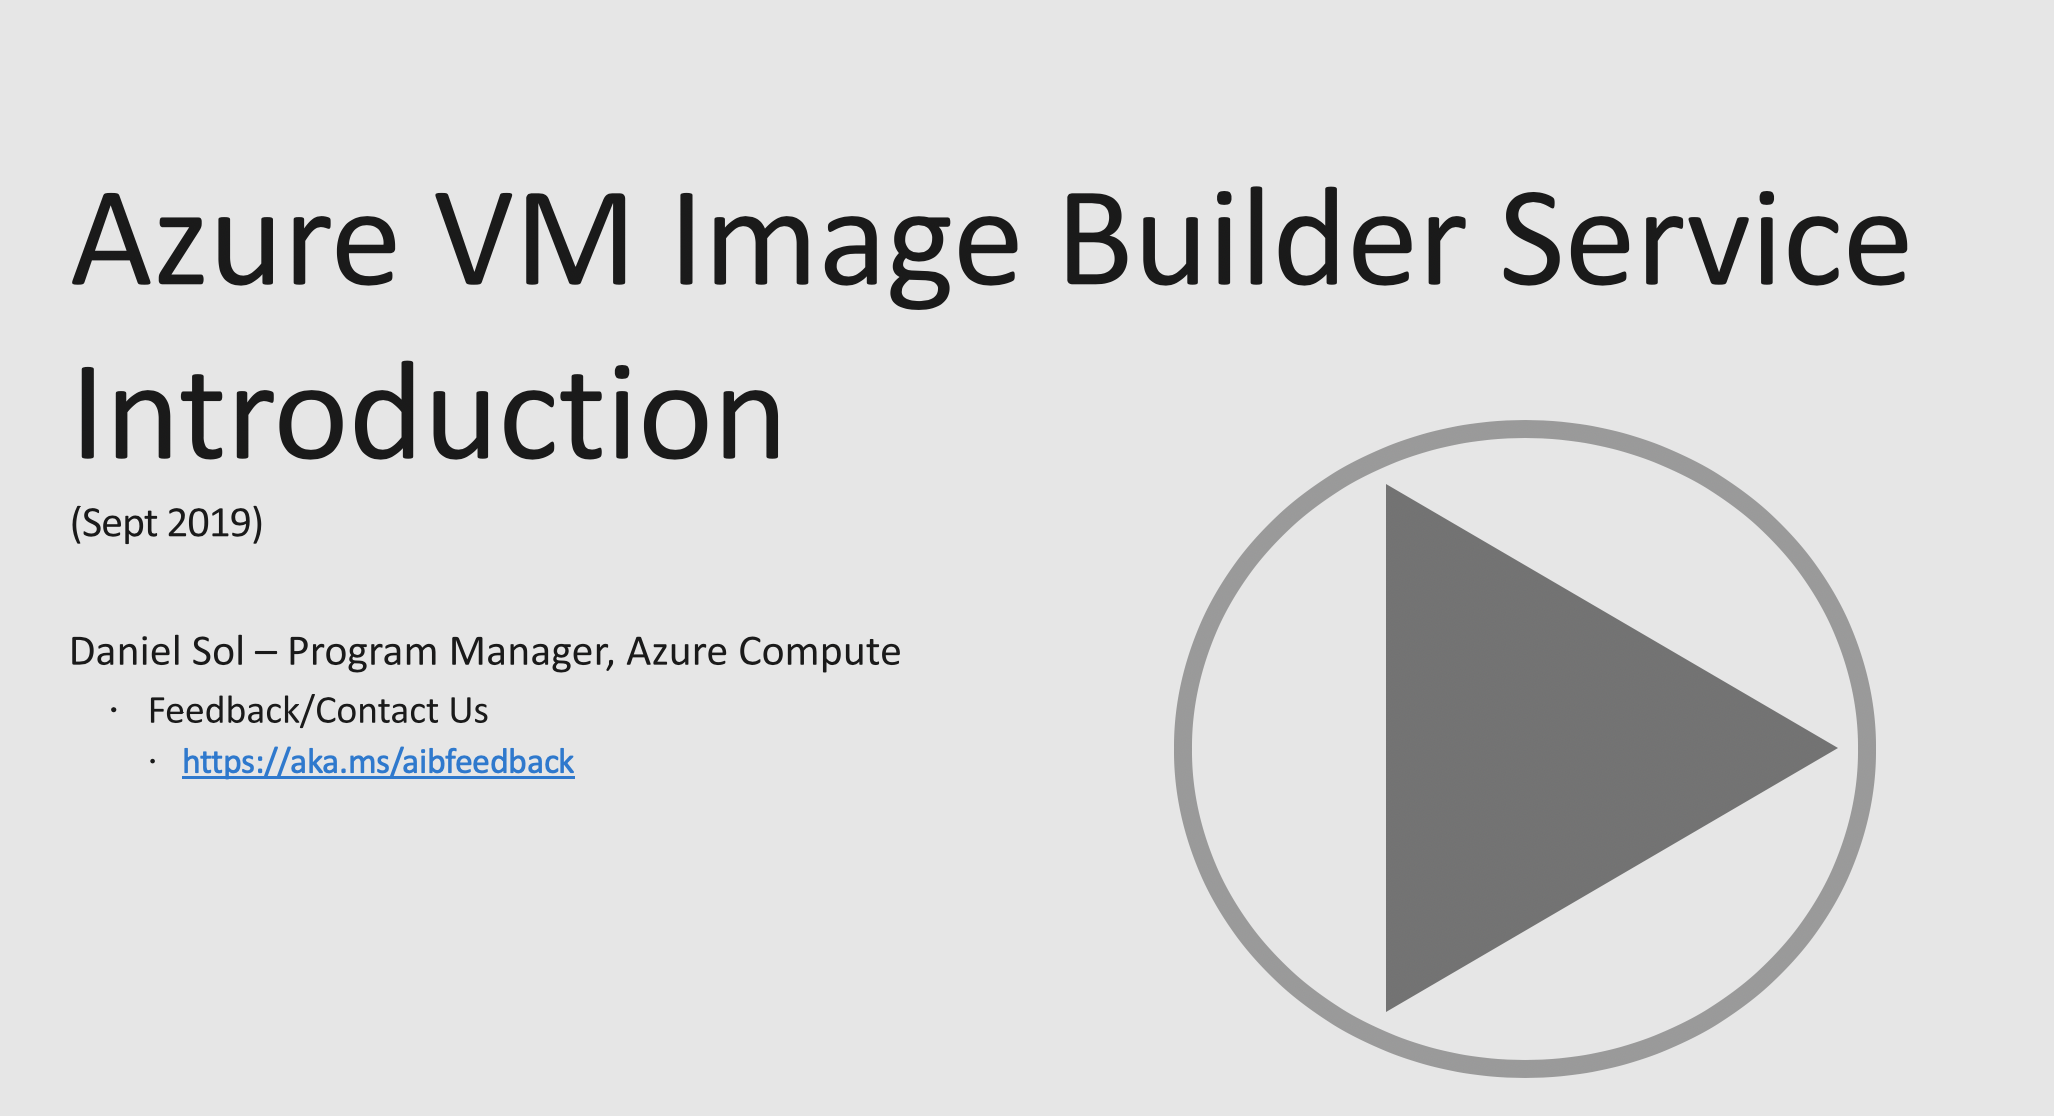 Azure VM Image Builder Service
Introduction
(Sept 2019)
Daniel Sol – Program Manager, Azure Compute
· Feedback/Contact Us
· https://aka.ms/aibfeedback